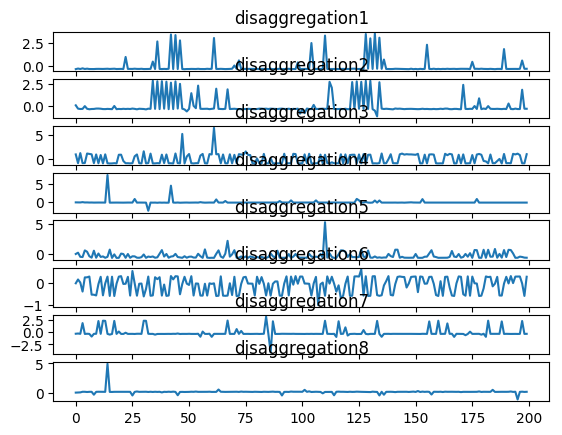 disaggregation1
2.5
0.0
disaggregation2
2.5
0.0
disaggregation3
5
0
disaggregation4
5
0
disaggregation5
5
0
disaggregation6
0
−1
disaggregation7
2.5
0.0
−2.5
disaggregation8
5
0
0 25 50 75 100 125 150 175 200